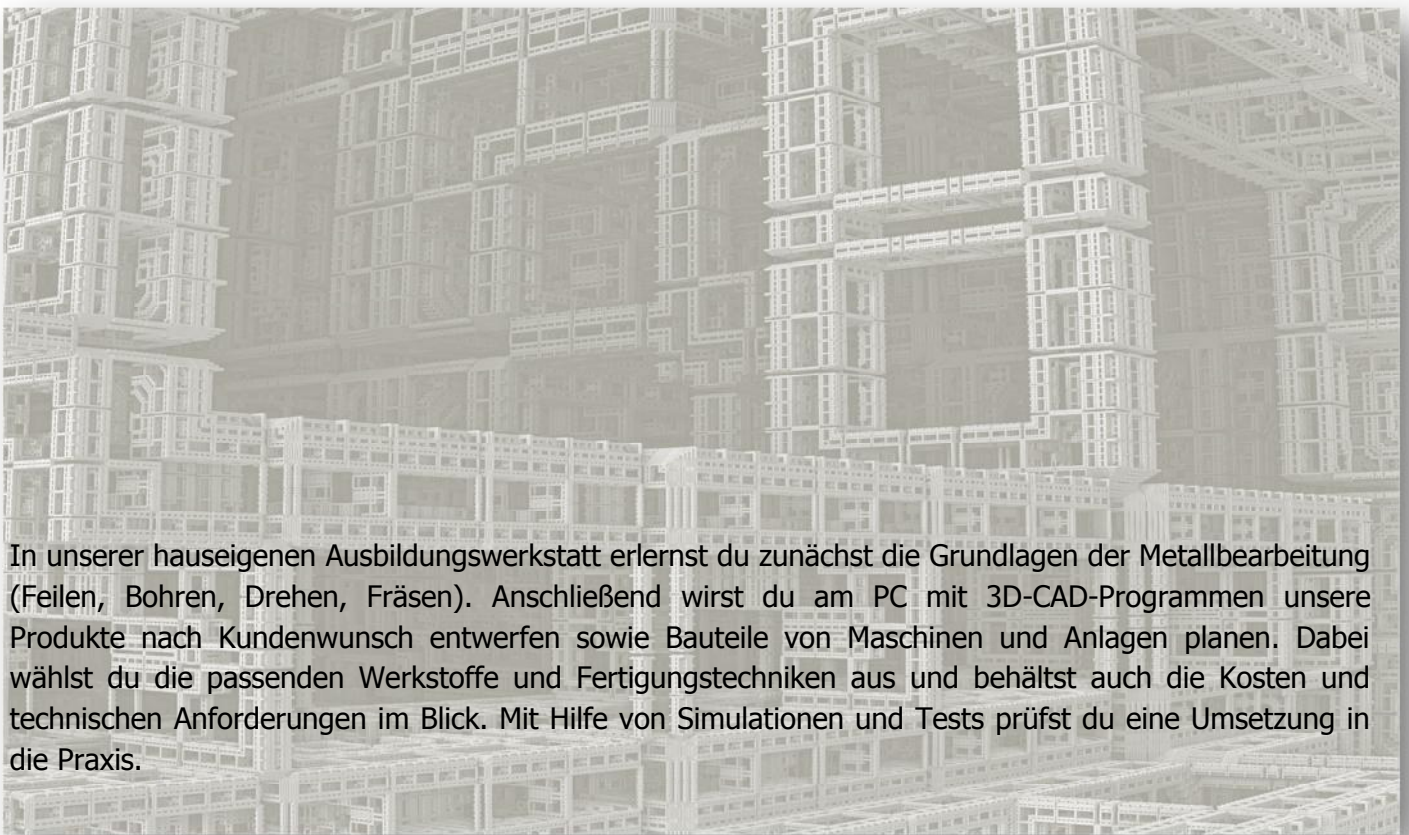 In unserer hauseigenen Ausbildungswerkstatt erlernst du zunächst die Grundlagen der Metallbearbeitung
(Feilen, Bohren, Drehen, Fräsen). Anschließend wirst du am PC mit 3D-CAD-Programmen unsere
Produkte nach Kundenwunsch entwerfen sowie Bauteile von Maschinen und Anlagen planen. Dabei
wählst du die passenden Werkstoffe und Fertigungstechniken aus und behältst auch die Kosten und
technischen Anforderungen im Blick. Mit Hilfe von Simulationen und Tests prüfst du eine Umsetzung in
die Praxis.